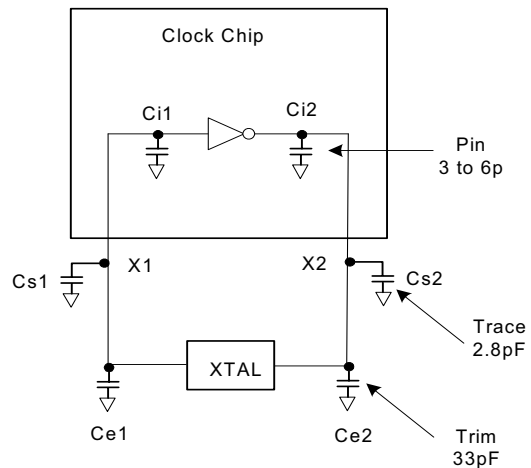 Clock Chip
Ci1
Ci2
Pin
3 to 6p
Cs1
X1
X2
Cs2
Trace
2.8pF
XTAL
Ce1
Ce2
Trim
33pF